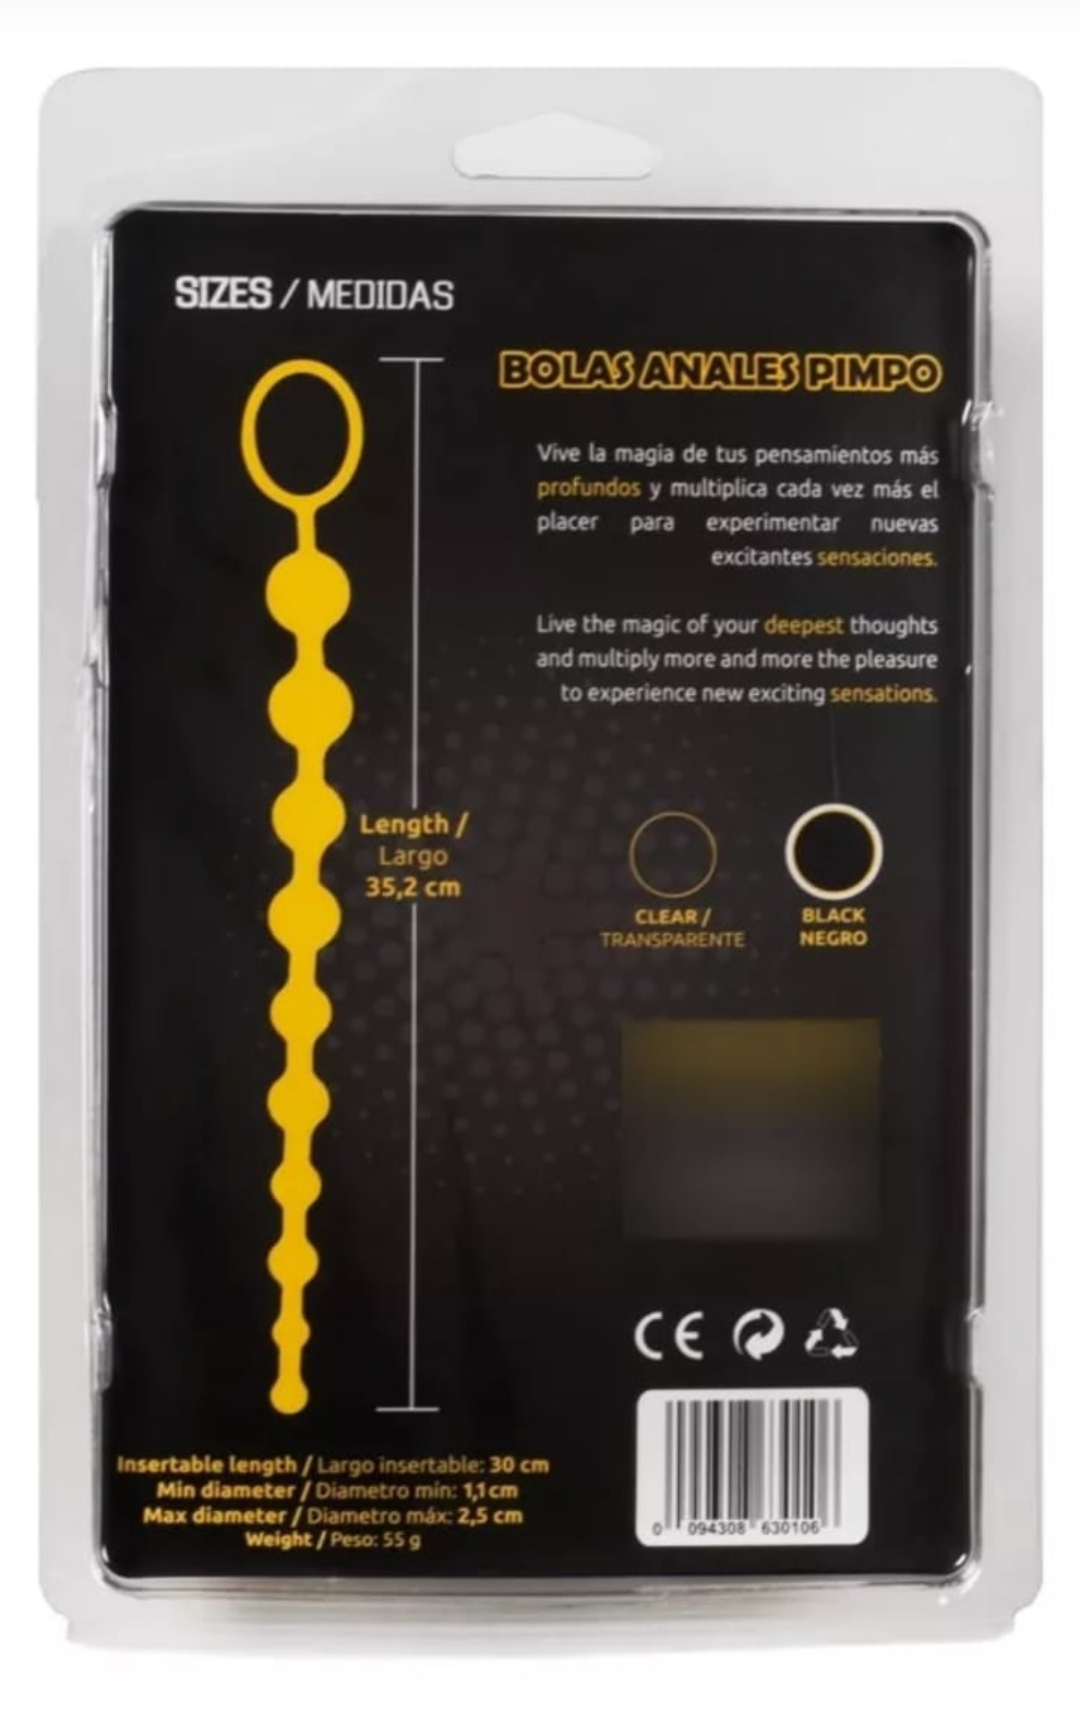 SIZES / MEDIDAS
BOLAS ANALES PIMPO
Vive la magia de tus pensamientos más
profundos y multiplica cada vez más el
placer para experimentar nuevas
excitantes sensaciones.
Live the magic of your deepest thoughts
and multiply more and more the pleasure
to experience new exciting sensations.
Length /
Largo
35,2 cm
CLEAR /
TRANSPARENTE
BLACK
NEGRO
CE
Insertable length / Largo insertable: 30 cm
Min diameter / Diametro min: 1,1 cm
Max diameter / Diametro máx: 2,5 cm
Weight / Peso: 55 g
0 094308 630106